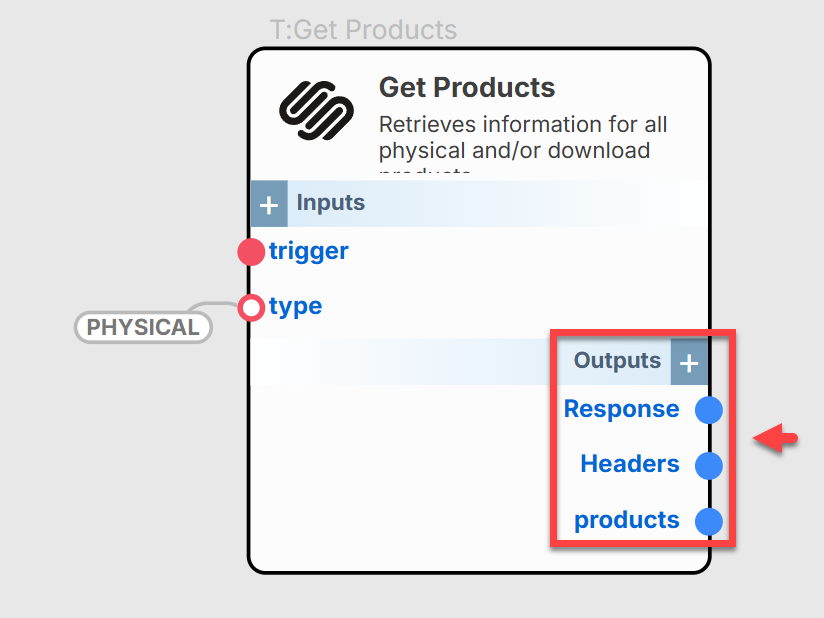 T:Get Products
Get Products
Retrieves information for all
physical and/or download
+ Inputs
trigger
type
PHYSICAL
Outputs +
Response
Headers
products